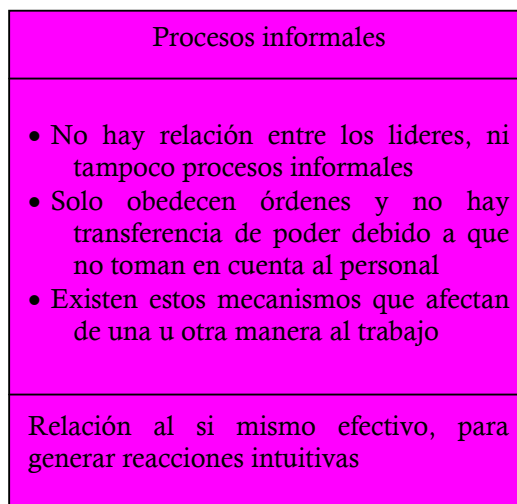 Procesos informales
• No hay relación entre los lideres, ni
tampoco procesos informales
• Solo obedecen órdenes y no hay
transferencia de poder debido a que
no toman en cuenta al personal
• Existen estos mecanismos que afectan
de una u otra manera al trabajo
Relación al si mismo efectivo, para
generar reacciones intuitivas